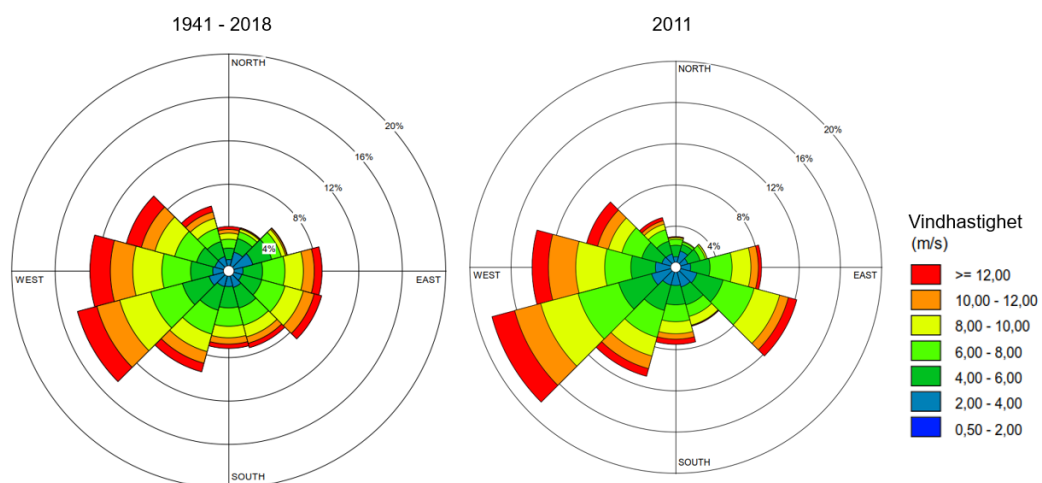 1941 - 2018
NORTH
20%
16%
12%
8%
4%
WEST
EAST
SOUTH
2011
NORTH
20%
16%
12%
8%
4%
WEST
EAST
SOUTH
Vindhastighet
(m/s)
>= 12,00
10,00 - 12,00
8,00 - 10,00
6,00 - 8,00
4,00 - 6,00
2,00 - 4,00
0,50 - 2,00